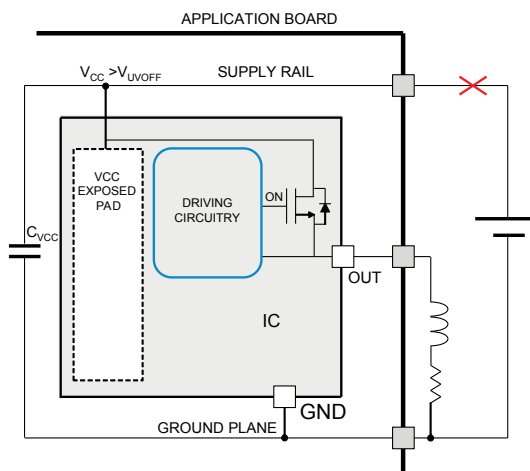 APPLICATION BOARD
VCC >VUVOFF
SUPPLY RAIL
VCC
EXPOSED
PAD
DRIVING
CIRCUITRY
ON
CVCC
OUT
IC
GND
GROUND PLANE